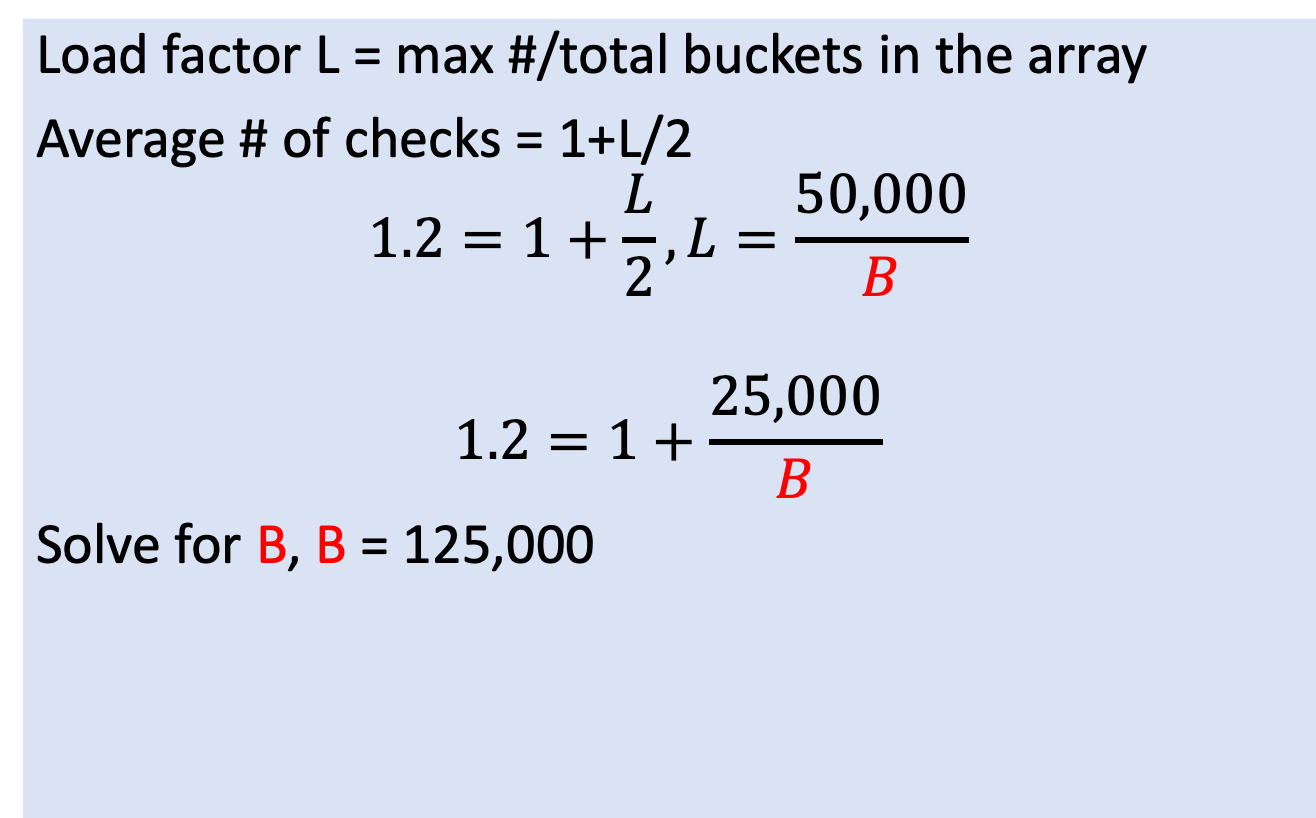 Load factor L = max #/total buckets in the array
Average # of checks = 1+L/2
1.2 = 1 + L/2, L = 50,000/B
1.2 = 1 + 25,000/B
Solve for B, B = 125,000